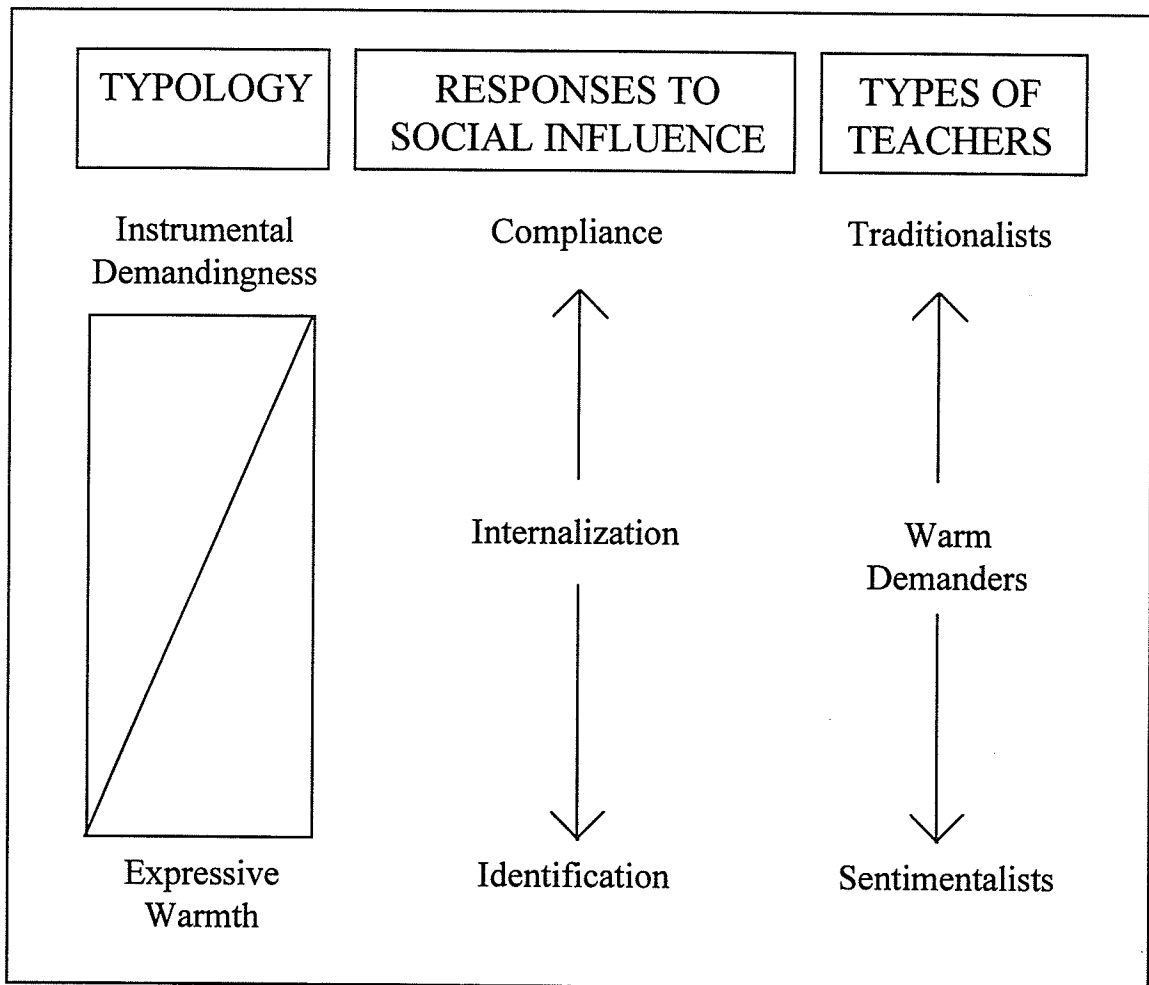 TYPOLOGY
RESPONSES TO
SOCIAL INFLUENCE
TYPES OF
TEACHERS
Instrumental
Demandingness
Compliance
Traditionalists
Internalization
Warm
Demanders
Expressive
Warmth
Identification
Sentimentalists